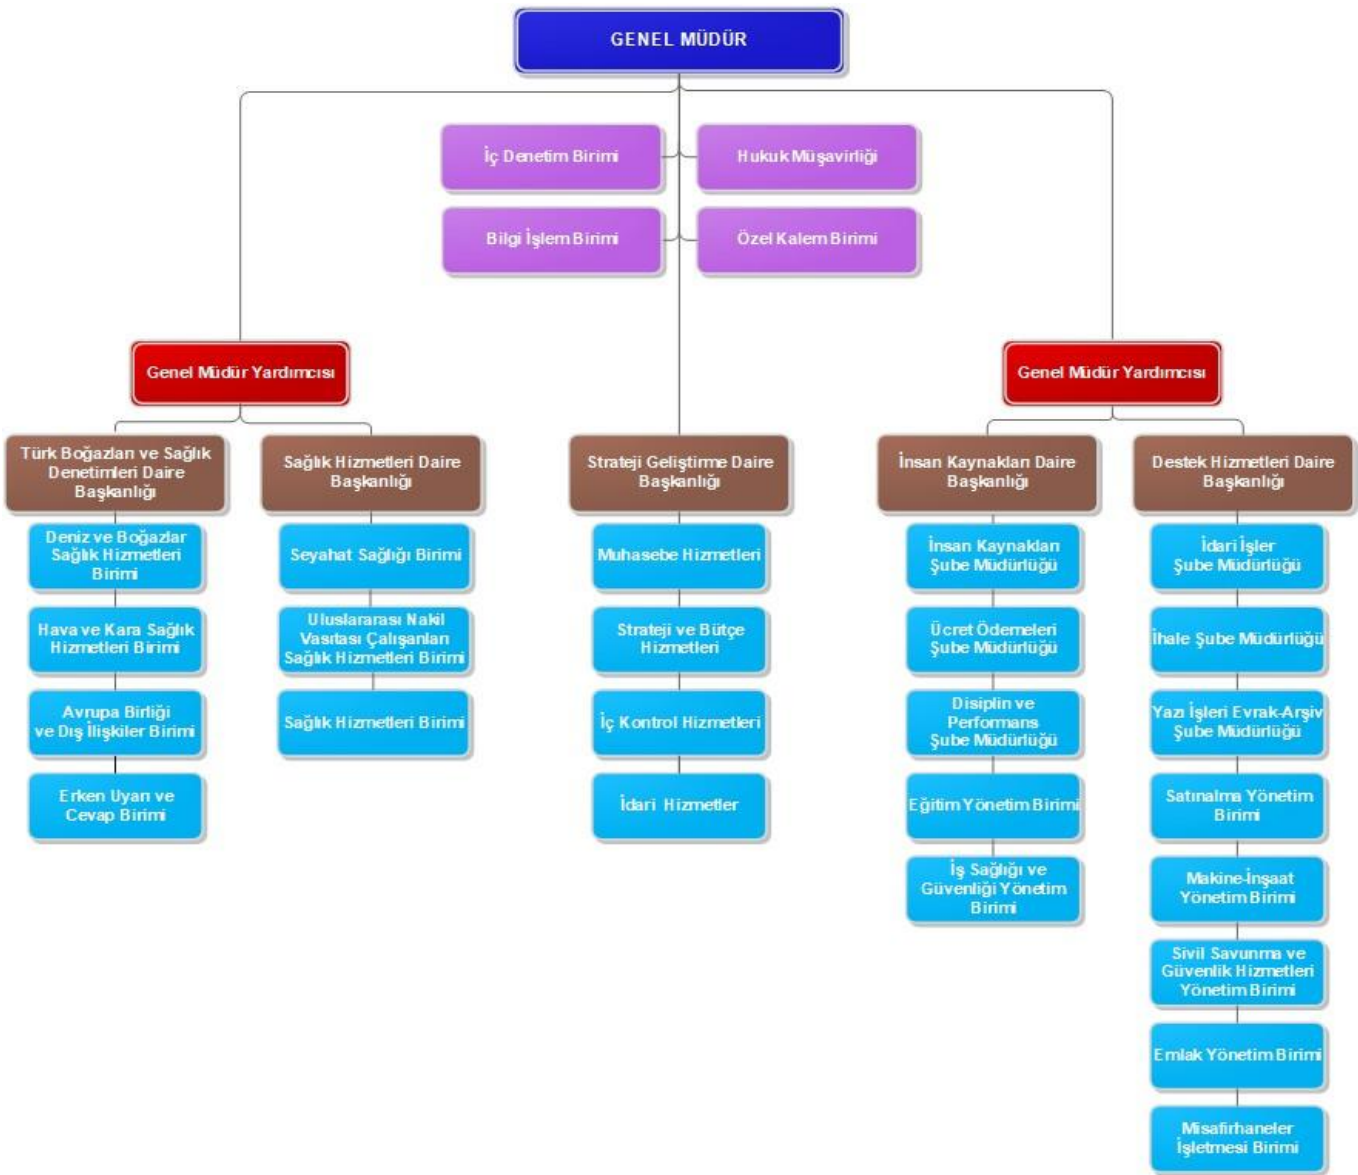 GENEL MÜDÜR
İç Denetim Birimi
Hukuk Müşavirliği
Bilgi İşlem Birimi
Özel Kalem Birimi
Genel Müdür Yardımcısı
Genel Müdür Yardımcısı
Türk Boğazları ve Sağlık
Denetimleri Daire
Başkanlığı
Deniz ve Boğazlar
Sağlık Hizmetleri
Birimi
Hava ve Kara Sağlık
Hizmetleri Birimi
Avrupa Birliği
ve Dış İlişkiler Birimi
Erken Uyarı ve
Cevap Birimi
Sağlık Hizmetleri Daire
Başkanlığı
Seyahat Sağlığı Birimi
Uluslararası Nakil
Vasıtası Çalışanları
Sağlık Hizmetleri Birimi
Sağlık Hizmetleri Birimi
Strateji Geliştirme Daire
Başkanlığı
Muhasebe Hizmetleri
Strateji ve Bütçe
Hizmetleri
İç Kontrol Hizmetleri
İdari Hizmetler
İnsan Kaynakları Daire
Başkanlığı
İnsan Kaynakları
Şube Müdürlüğü
Ücret Ödemeleri
Şube Müdürlüğü
Disiplin ve
Performans
Şube Müdürlüğü
Eğitim Yönetim Birimi
İş Sağlığı ve
Güvenliği Yönetim
Birimi
Destek Hizmetleri Daire
Başkanlığı
İdari İşler
Şube Müdürlüğü
İhale Şube Müdürlüğü
Yazı İşleri Evrak-Arşiv
Şube Müdürlüğü
Satınalma Yönetim
Birimi
Makine-İnşaat
Yönetim Birimi
Sivil Savunma ve
Güvenlik Hizmetleri
Yönetim Birimi
Emlak Yönetim Birimi
Misafirhaneler
İşletmesi Birimi